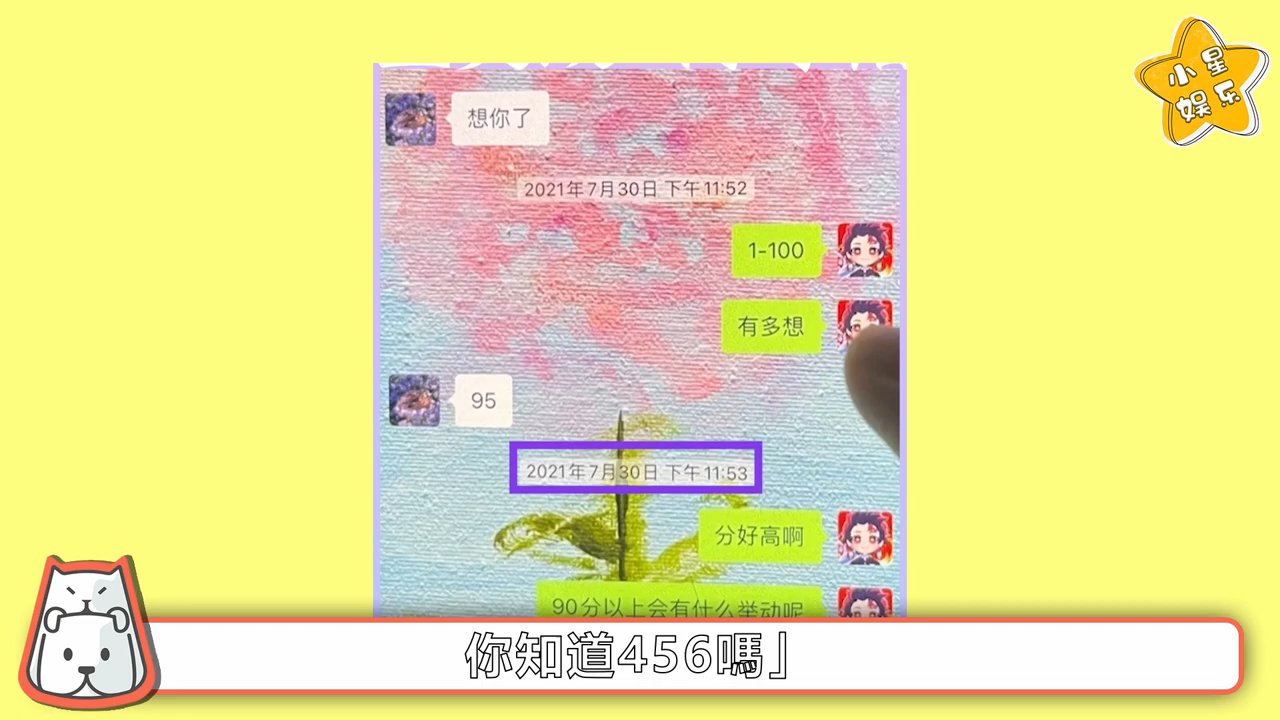 小星
娱乐
想你了
2021年7月30日 下午11:52
1-100
有多想
95
2021年7月30日 下午11:53
分好高啊
90分以上会有什么举动呢
你知道456嗎」